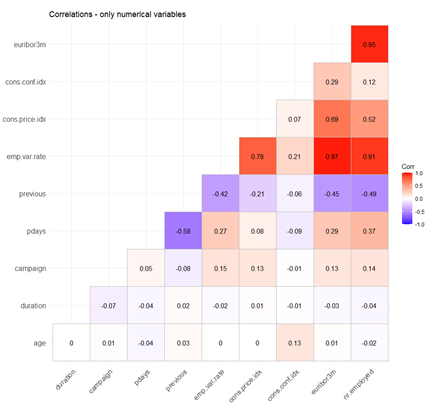 Correlations - only numerical variables
euribor3m 0.95
cons.conf.idx 0.29 0.12
cons.price.idx 0.07 0.69 0.52
emp.var.rate 0.78 0.21 0.97 0.91
previous -0.42 -0.21 -0.06 -0.45 -0.49
pdays -0.58 0.27 0.08 -0.09 0.29 0.37
campaign 0.05 -0.08 0.15 0.13 -0.01 0.13 0.14
duration -0.07 -0.04 0.02 -0.02 0.01 -0.01 -0.03 -0.04
age 0 0.01 -0.04 0.03 0 0 0.13 0.01 -0.02
duration campaign pdays previous emp.var.rate cons.price.idx cons.conf.idx euribor3m nr.employed
Corr
1.0
0.5
0.0
-0.5
-1.0